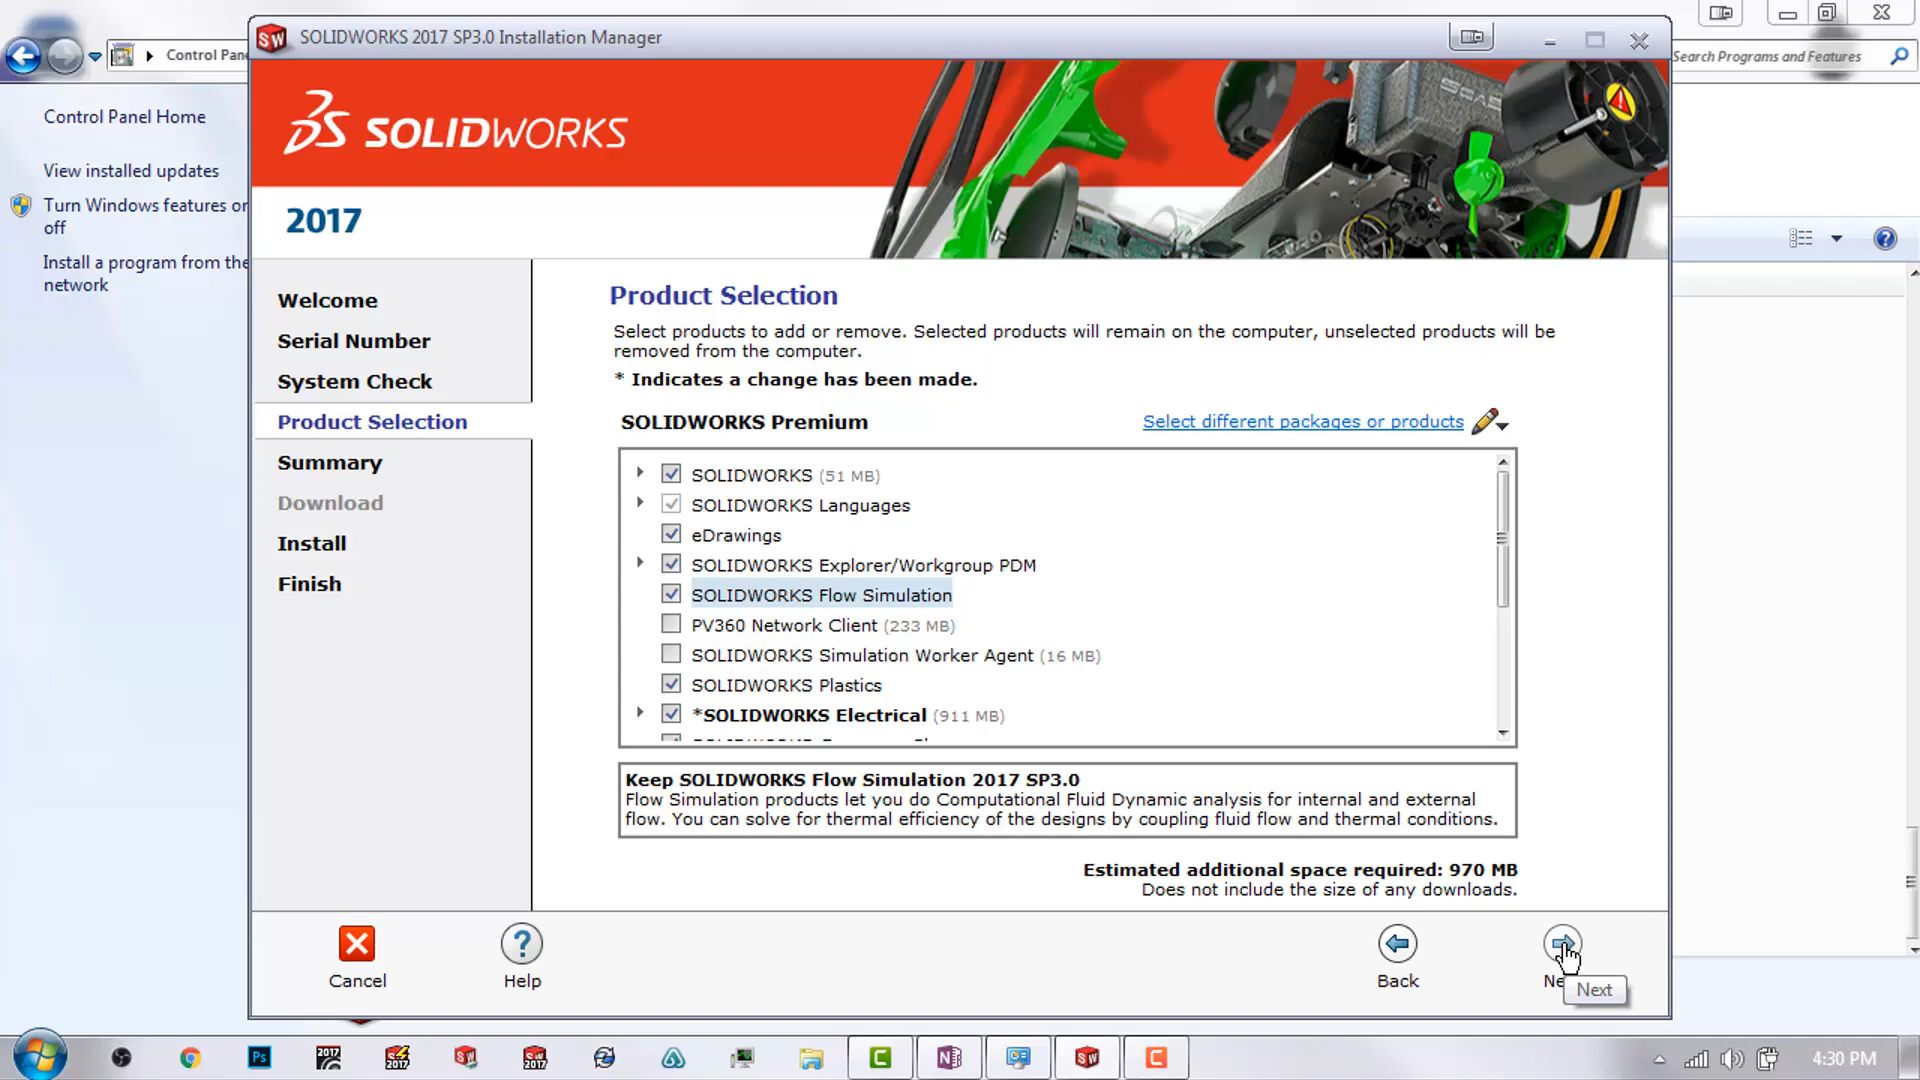 SOLIDWORKS 2017 SP3.0 Installation Manager
Control Pane
Search Programs and Features
Control Panel Home
View installed updates
Turn Windows features or
off
Install a program from the
network
SOLIDWORKS
2017
Welcome
Serial Number
System Check
Product Selection
Summary
Download
Install
Finish
Product Selection
Select products to add or remove. Selected products will remain on the computer, unselected products will be
removed from the computer.
* Indicates a change has been made.
SOLIDWORKS Premium
Select different packages or products
SOLIDWORKS (51 MB)
SOLIDWORKS Languages
eDrawings
SOLIDWORKS Explorer/Workgroup PDM
SOLIDWORKS Flow Simulation
PV360 Network Client (233 MB)
SOLIDWORKS Simulation Worker Agent (16 MB)
SOLIDWORKS Plastics
*SOLIDWORKS Electrical (911 MB)
Keep SOLIDWORKS Flow Simulation 2017 SP3.0
Flow Simulation products let you do Computational Fluid Dynamic analysis for internal and external
flow. You can solve for thermal efficiency of the designs by coupling fluid flow and thermal conditions.
Estimated additional space required: 970 MB
Does not include the size of any downloads.
Cancel
Help
Back
Ne
Next
4:30 PM